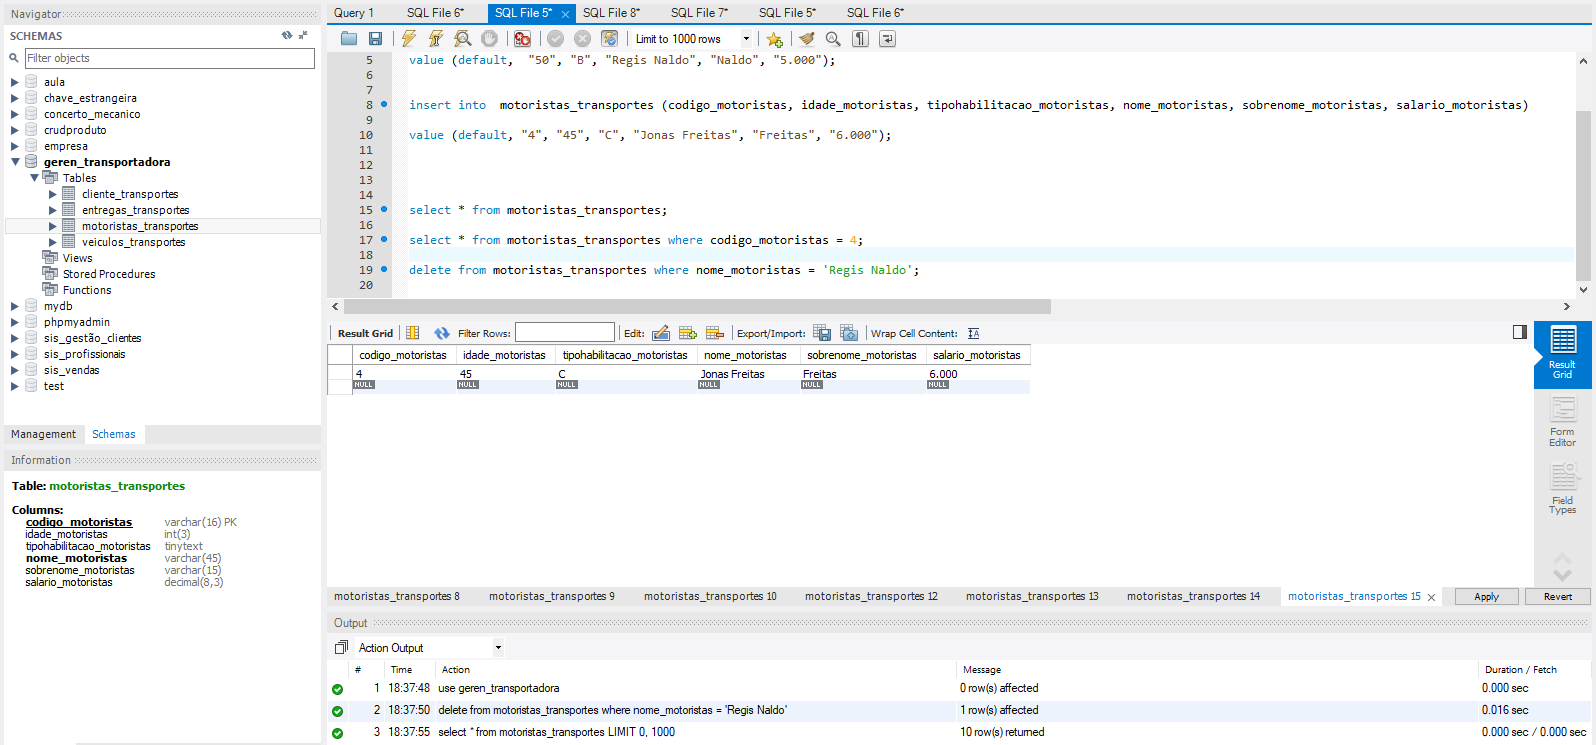 Navigator
SCHEMAS
Filter objects
aula
chave_estrangeira
concerto_mecanico
crudproduto
empresa
geren_transportadora
Tables
cliente_transportes
entregas_transportes
motoristas_transportes
veiculos_transportes
Views
Stored Procedures
Functions
mydb
phpmyadmin
sis_gestão_clientes
sis_profissionais
sis_vendas
test
Management Schemas
Information
Table: motoristas_transportes
Columns:
codigo_motoristas varchar(16) PK
idade_motoristas int(3)
tipohabilitacao_motoristas tinytext
nome_motoristas varchar(45)
sobrenome_motoristas varchar(15)
salario_motoristas decimal(8,3)
Query 1 SQL File 6* SQL File 5* SQL File 8* SQL File 7* SQL File 5* SQL File 6*
Limit to 1000 rows
5 value (default, "50", "B", "Regis Naldo", "Naldo", "5.000");
6
7
8 insert into motoristas_transportes (codigo_motoristas, idade_motoristas, tipohabilitacao_motoristas, nome_motoristas, sobrenome_motoristas, salario_motoristas)
9
10 value (default, "4", "45", "C", "Jonas Freitas", "Freitas", "6.000");
11
12
13
14
15 select * from motoristas_transportes;
16
17 select * from motoristas_transportes where codigo_motoristas = 4;
18
19 delete from motoristas_transportes where nome_motoristas = 'Regis Naldo';
20
Result Grid Filter Rows: Edit: Export/Import: Wrap Cell Content: IA
codigo_motoristas idade_motoristas tipohabilitacao_motoristas nome_motoristas sobrenome_motoristas salario_motoristas
4 45 C Jonas Freitas Freitas 6.000
NULL NULL NULL NULL NULL NULL
Result Grid
Form Editor
Field Types
motoristas_transportes 8 motoristas_transportes 9 motoristas_transportes 10 motoristas_transportes 12 motoristas_transportes 13 motoristas_transportes 14 motoristas_transportes 15 Apply Revert
Output
Action Output
# Time Action Message Duration / Fetch
1 18:37:48 use geren_transportadora 0 row(s) affected 0.000 sec
2 18:37:50 delete from motoristas_transportes where nome_motoristas = 'Regis Naldo' 1 row(s) affected 0.016 sec
3 18:37:55 select * from motoristas_transportes LIMIT 0, 1000 10 row(s) returned 0.000 sec / 0.000 sec